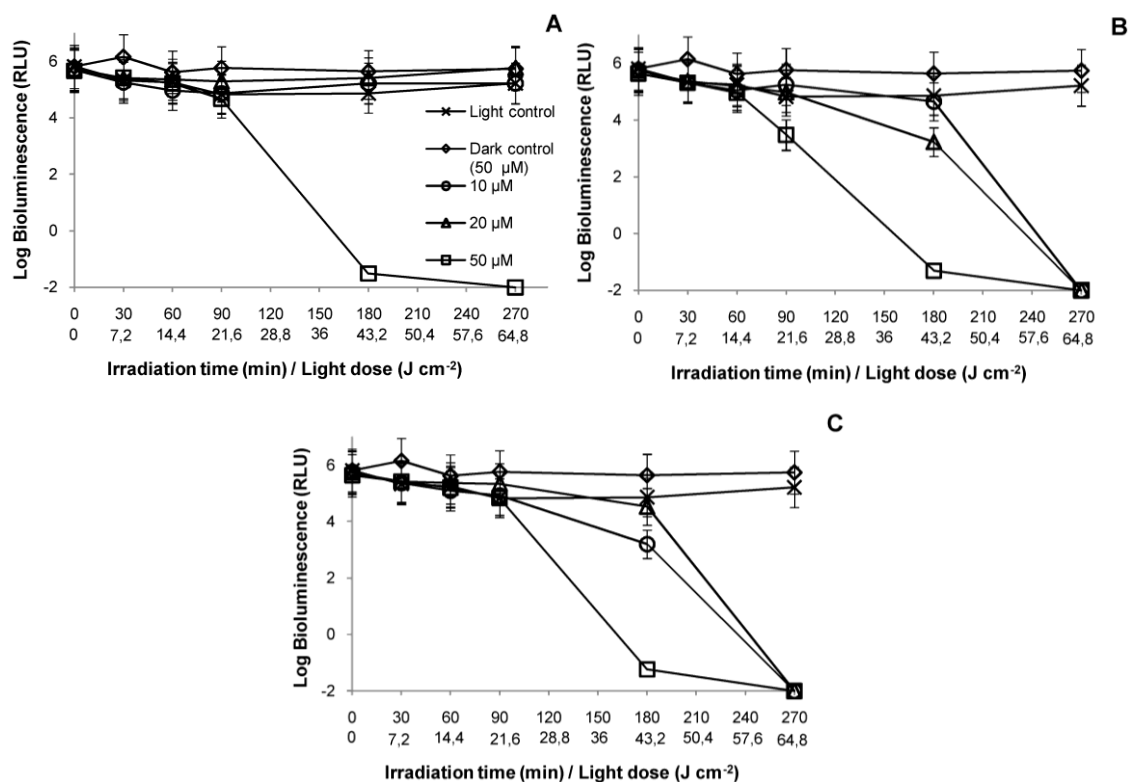 A
Log Bioluminescence (RLU)
6
4
2
0
-2
Light control
Dark control
(50 µM)
10 µM
20 µM
50 µM
0 30 60 90 120 150 180 210 240 270
0 7,2 14,4 21,6 28,8 36 43,2 50,4 57,6 64,8
Irradiation time (min) / Light dose (J cm⁻²)
B
Log Bioluminescence (RLU)
6
4
2
0
-2
0 30 60 90 120 150 180 210 240 270
0 7,2 14,4 21,6 28,8 36 43,2 50,4 57,6 64,8
Irradiation time (min) / Light dose (J cm⁻²)
C
Log Bioluminescence (RLU)
6
4
2
0
-2
0 30 60 90 120 150 180 210 240 270
0 7,2 14,4 21,6 28,8 36 43,2 50,4 57,6 64,8
Irradiation time (min) / Light dose (J cm⁻²)